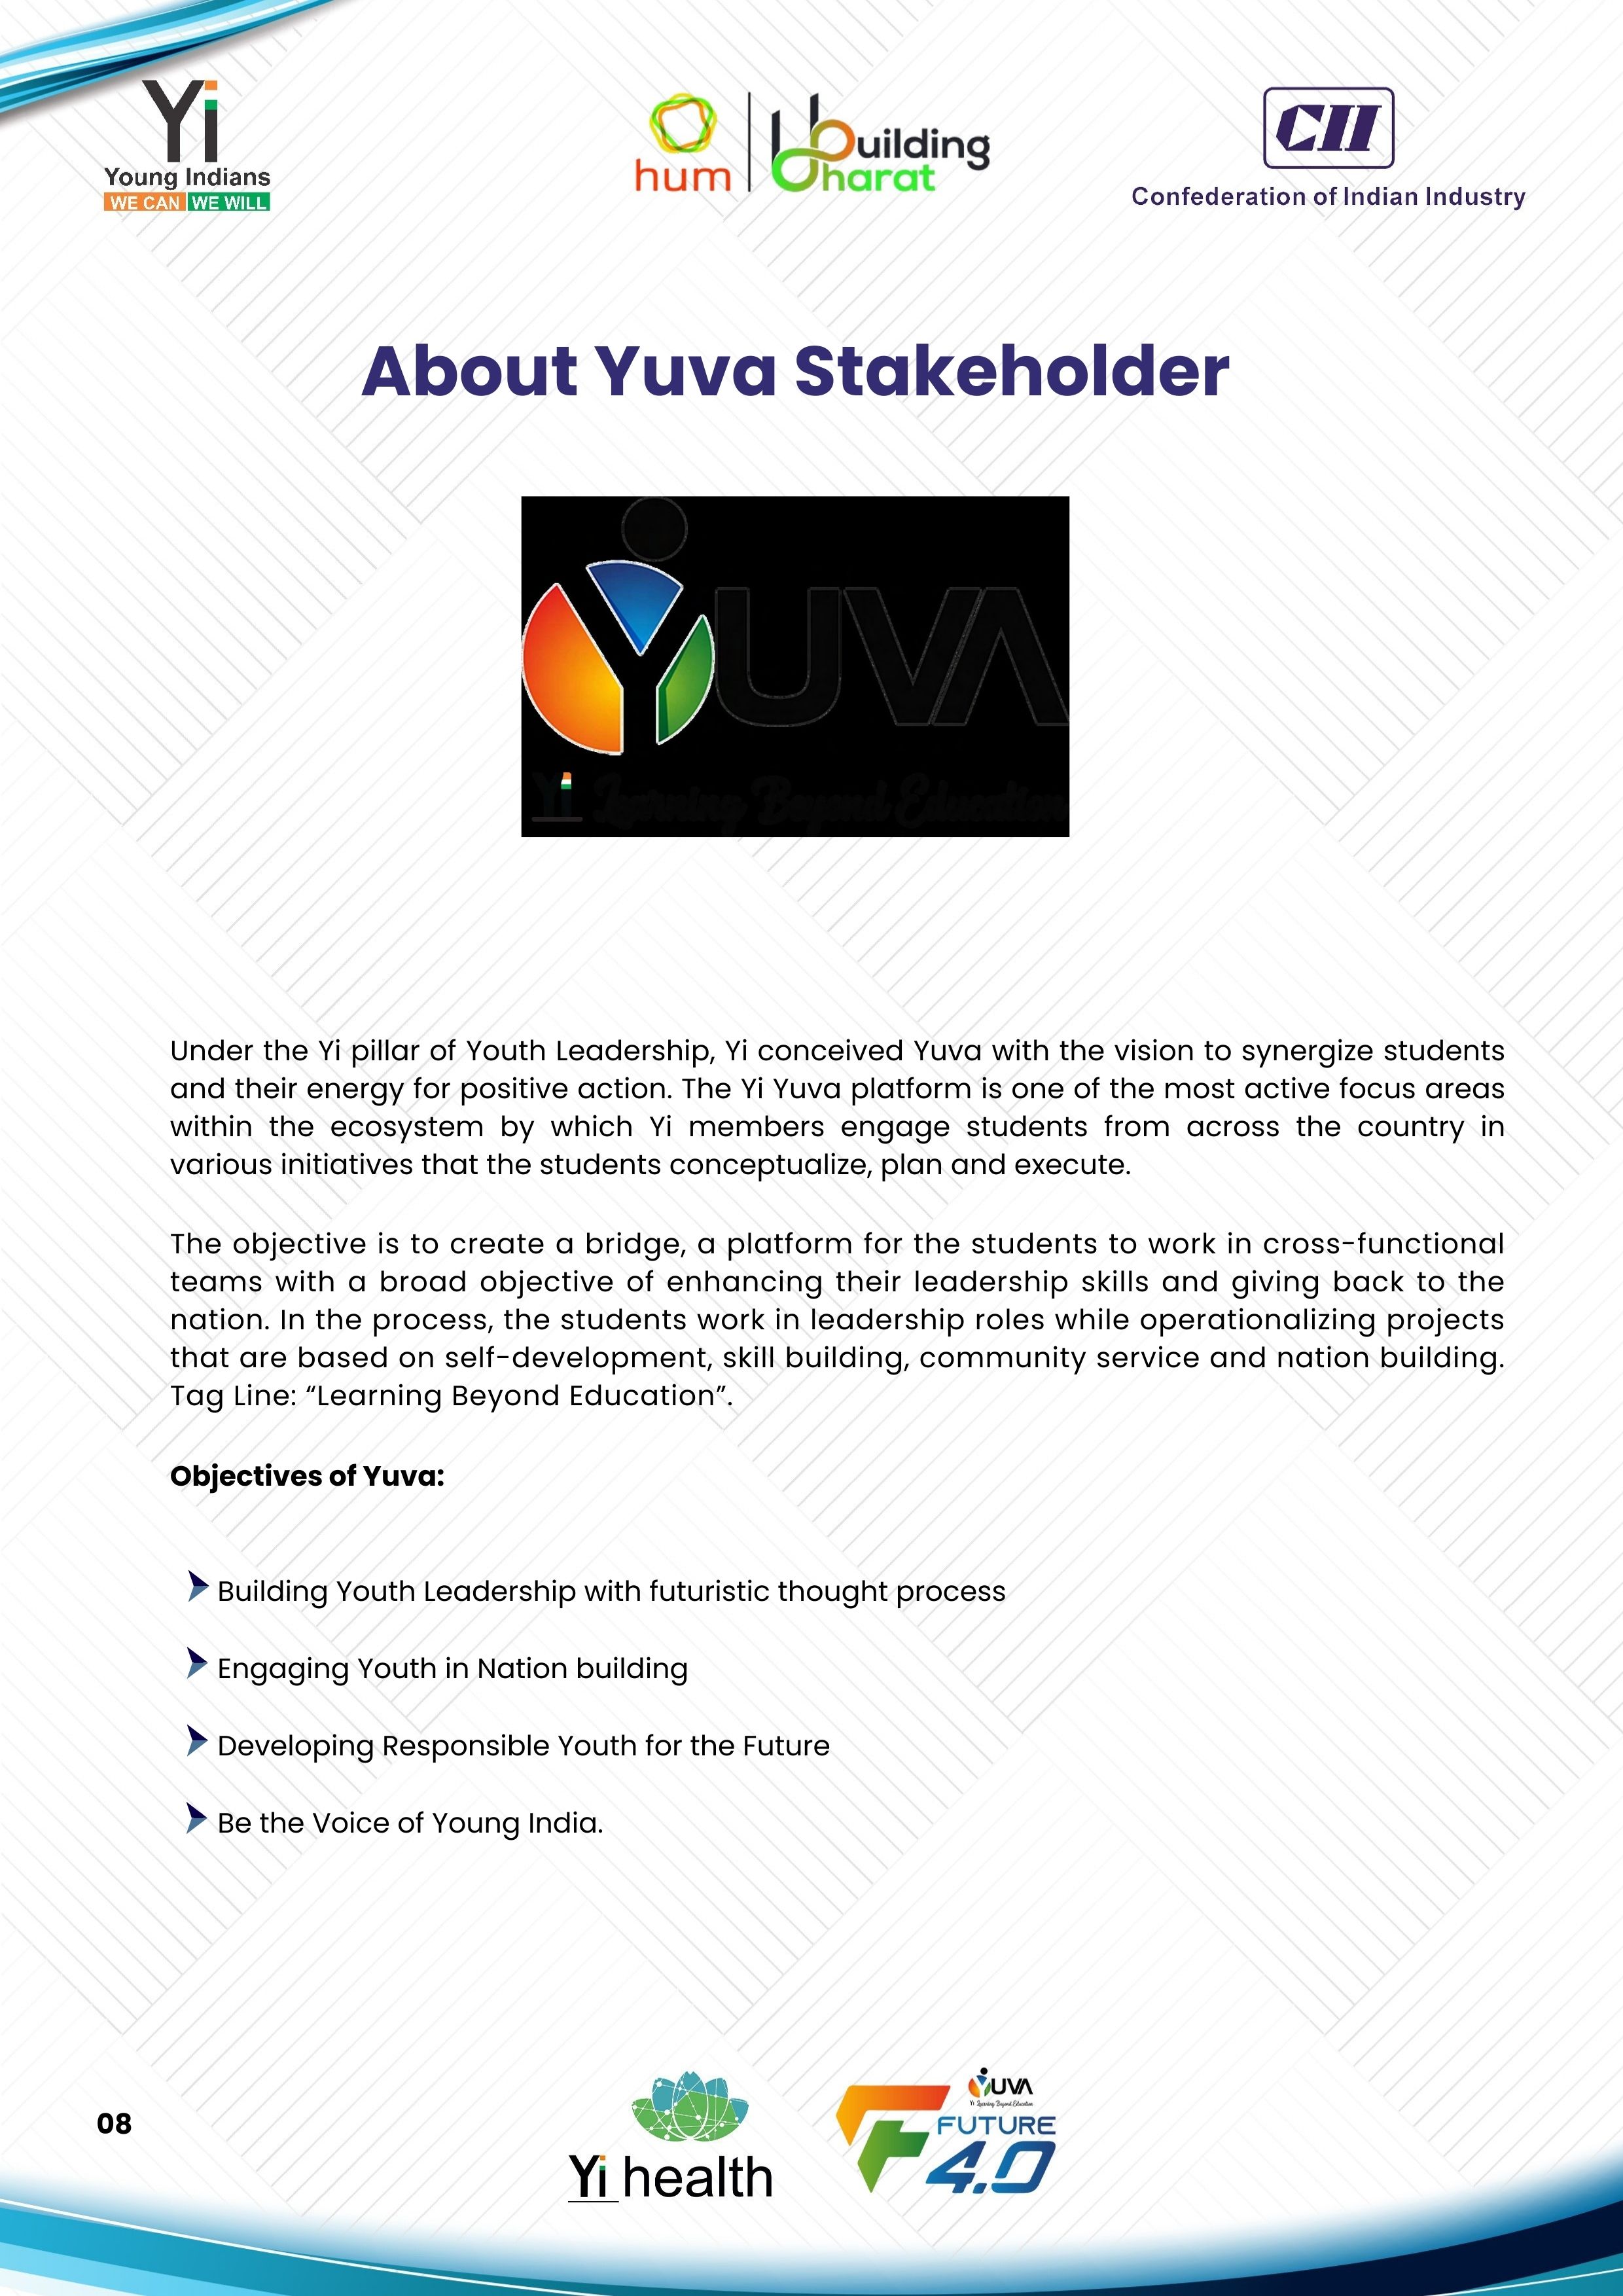 Yi
Young Indians
WE CAN WE WILL
hum
Building
Bharat
CII
Confederation of Indian Industry
About Yuva Stakeholder
YUVA
Yi Learning Beyond Education
Under the Yi pillar of Youth Leadership, Yi conceived Yuva with the vision to synergize students
and their energy for positive action. The Yi Yuva platform is one of the most active focus areas
within the ecosystem by which Yi members engage students from across the country in
various initiatives that the students conceptualize, plan and execute.
The objective is to create a bridge, a platform for the students to work in cross-functional
teams with a broad objective of enhancing their leadership skills and giving back to the
nation. In the process, the students work in leadership roles while operationalizing projects
that are based on self-development, skill building, community service and nation building.
Tag Line: “Learning Beyond Education”.
Objectives of Yuva:
Building Youth Leadership with futuristic thought process
Engaging Youth in Nation building
Developing Responsible Youth for the Future
Be the Voice of Young India.
08
Yi health
YUVA
Yi Learning Beyond Education
FUTURE
4.0